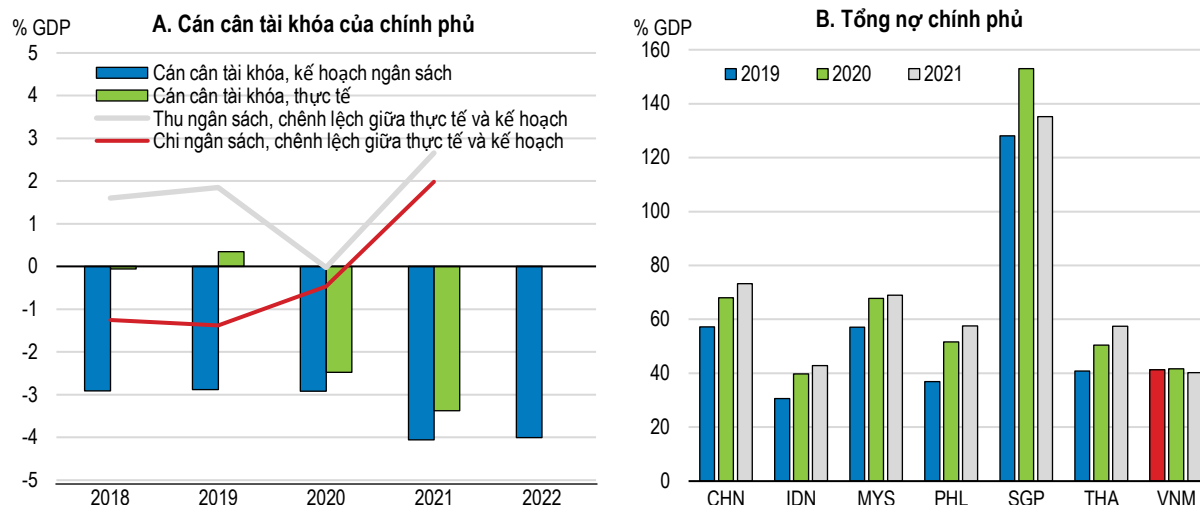 A. Cán cân tài khóa của chính phủ
% GDP
5
4
3
2
1
0
-1
-2
-3
-4
-5
Cán cân tài khóa, kế hoạch ngân sách
Cán cân tài khóa, thực tế
Thu ngân sách, chênh lệch giữa thực tế và kế hoạch
Chi ngân sách, chênh lệch giữa thực tế và kế hoạch
2018 2019 2020 2021 2022
B. Tổng nợ chính phủ
% GDP
160
140
120
100
80
60
40
20
0
2019 2020 2021
CHN IDN MYS PHL SGP THA VNM